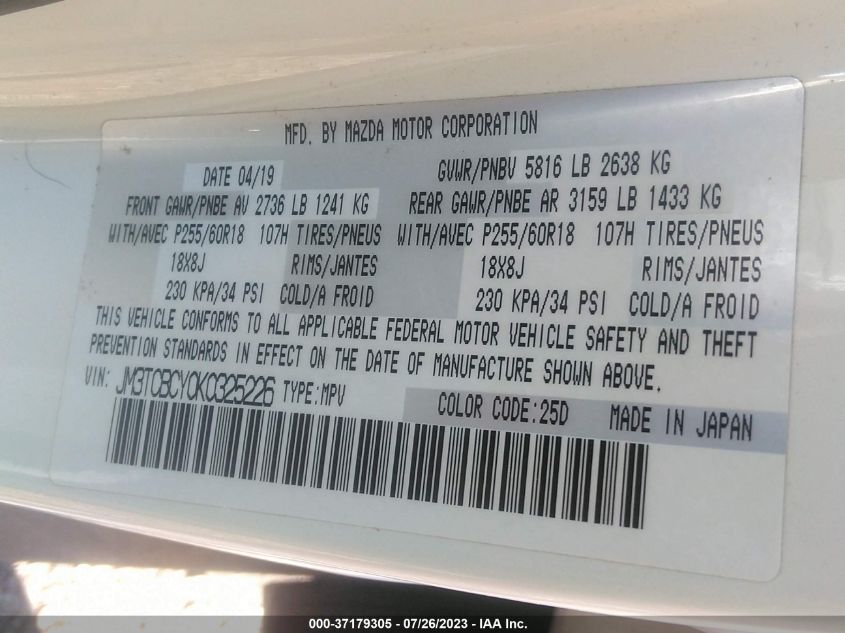 MFD. BY MAZDA MOTOR CORPORATION
DATE 04/19 GVWR/PNBV 5816 LB 2638 KG
FRONT GAWR/PNBE AV 2736 LB 1241 KG REAR GAWR/PNBE AR 3159 LB 1433 KG
WITH/AVEC P255/60R18 107H TIRES/PNEUS WITH/AVEC P255/60R18 107H TIRES/PNEUS
18X8J RIMS/JANTES 18X8J RIMS/JANTES
230 KPA/34 PSI COLD/A FROID 230 KPA/34 PSI COLD/A FROID
THIS VEHICLE CONFORMS TO ALL APPLICABLE FEDERAL MOTOR VEHICLE SAFETY AND THEFT
PREVENTION STANDARDS IN EFFECT ON THE DATE OF MANUFACTURE SHOWN ABOVE.
VIN: JM3TCBCY0K0325226 TYPE:MPV COLOR CODE:25D MADE IN JAPAN
000-37179305 - 07/26/2023 - IAA Inc.